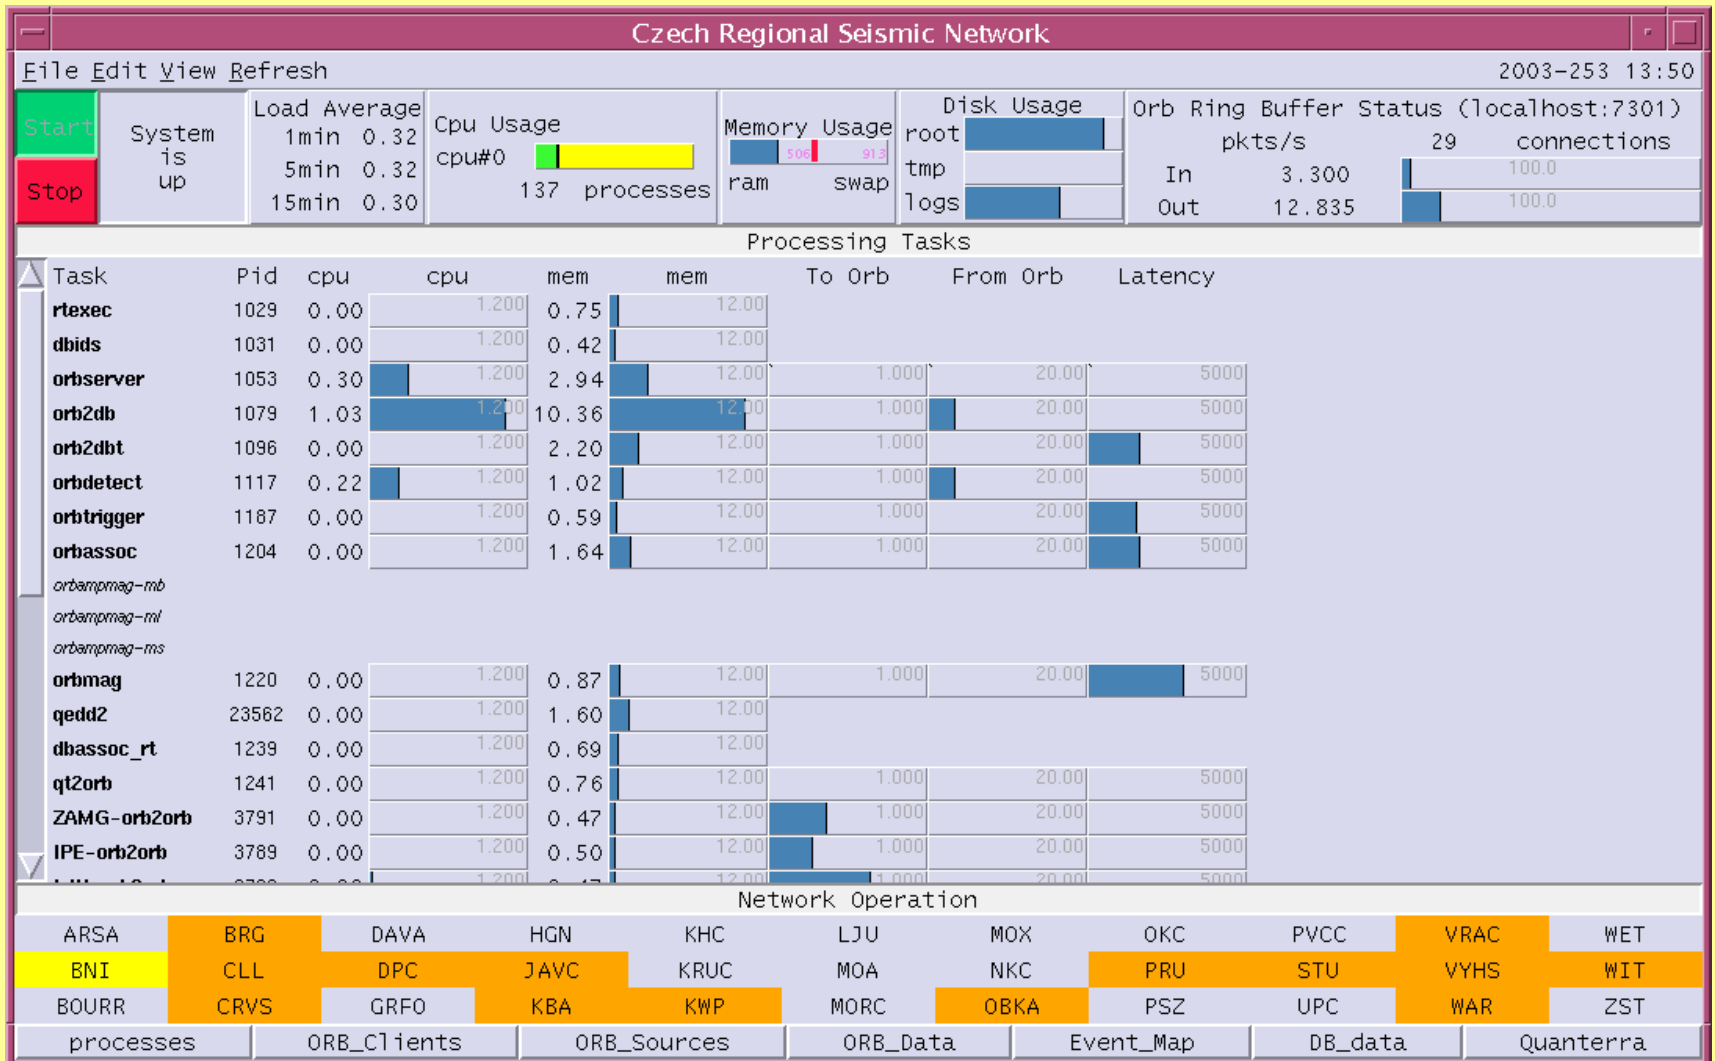 Czech Regional Seismic Network
File Edit View Refresh 2003-253 13:50
Start
Stop
System
is
up
Load Average
1min 0.32
5min 0.32
15min 0.30
Cpu Usage
cpu#0
137 processes
Memory Usage
506 913
ram swap
Disk Usage
root
tmp
logs
Orb Ring Buffer Status (localhost:7301)
pkts/s 29 connections
In 3.300 100.0
Out 12.835 100.0
Processing Tasks
Task Pid cpu cpu mem mem To Orb From Orb Latency
rtexec 1029 0.00 1.200 0.75 12.00
dbids 1031 0.00 1.200 0.42 12.00
orbserver 1053 0.30 1.200 2.94 12.00 1.000 20.00 5000
orb2db 1079 1.03 1.200 10.36 12.00 1.000 20.00 5000
orb2dbt 1096 0.00 1.200 2.20 12.00 1.000 20.00 5000
orbdetect 1117 0.22 1.200 1.02 12.00 1.000 20.00 5000
orbtrigger 1187 0.00 1.200 0.59 12.00 1.000 20.00 5000
orbassoc 1204 0.00 1.200 1.64 12.00 1.000 20.00 5000
orbampmag-mb
orbampmag-ml
orbampmag-ms
orbmag 1220 0.00 1.200 0.87 12.00 1.000 20.00 5000
qedd2 23562 0.00 1.200 1.60 12.00
dbassoc_rt 1239 0.00 1.200 0.69 12.00
qt2orb 1241 0.00 1.200 0.76 12.00 1.000 20.00 5000
ZAMG-orb2orb 3791 0.00 1.200 0.47 12.00 1.000 20.00 5000
IPE-orb2orb 3789 0.00 1.200 0.50 12.00 1.000 20.00 5000
1.200 12.00 1.000 20.00 5000
Network Operation
ARSA BRG DAVA HGN KHC LJU MOX OKC PVCC VRAC WET
BNI CLL DPC JAVC KRUC MOA NKC PRU STU VYHS WIT
BOURR CRVS GRFO KBA KWP MORC OBKA PSZ UPC WAR ZST
processes ORB_Clients ORB_Sources ORB_Data Event_Map DB_data Quanterra